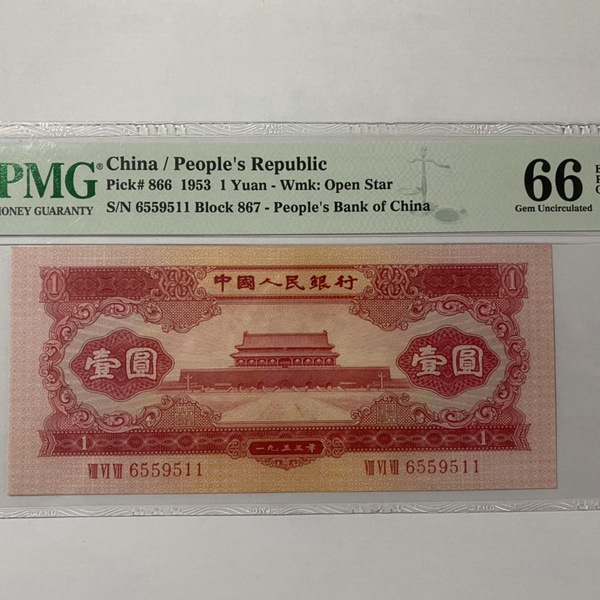 PMG®
MONEY GUARANTY
China / People's Republic
Pick# 866 1953 1 Yuan - Wmk: Open Star
S/N 6559511 Block 867 - People's Bank of China
66 E
Gem Uncirculated
1 中國人民銀行 1
壹圓 壹圓
1 一九五三年 1
VIII VI VII 6559511 VIII VI VII 6559511